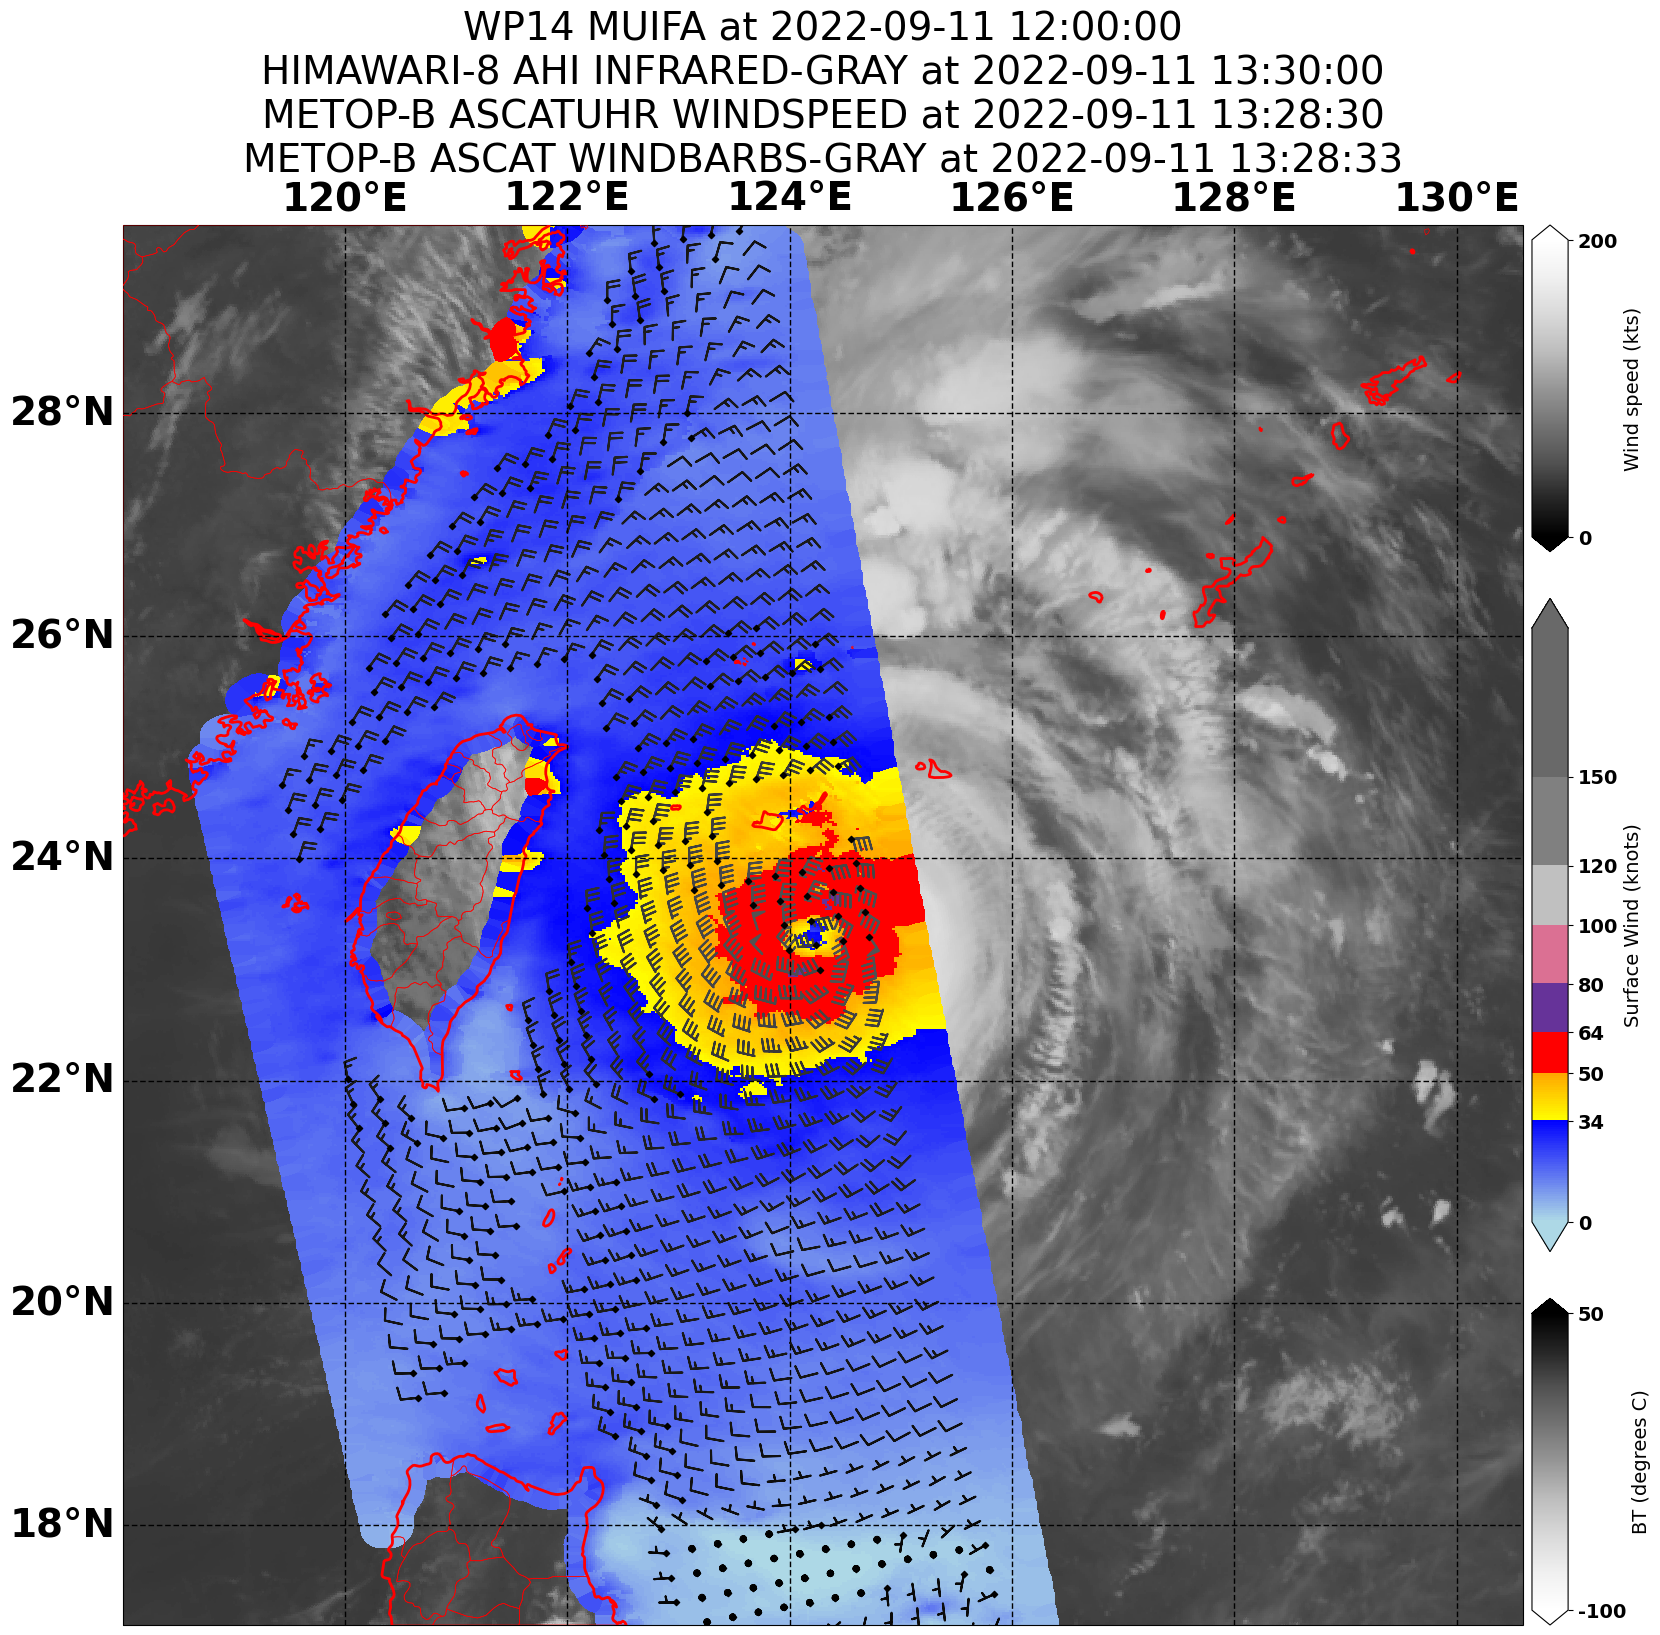 WP14 MUIFA at 2022-09-11 12:00:00
HIMAWARI-8 AHI INFRARED-GRAY at 2022-09-11 13:30:00
METOP-B ASCATUHR WINDSPEED at 2022-09-11 13:28:30
METOP-B ASCAT WINDBARBS-GRAY at 2022-09-11 13:28:33
120°E 122°E 124°E 126°E 128°E 130°E
28°N
26°N
24°N
22°N
20°N
18°N
200
0
Wind speed (kts)
150
120
100
80
64
50
34
0
Surface Wind (knots)
50
-100
BT (degrees C)